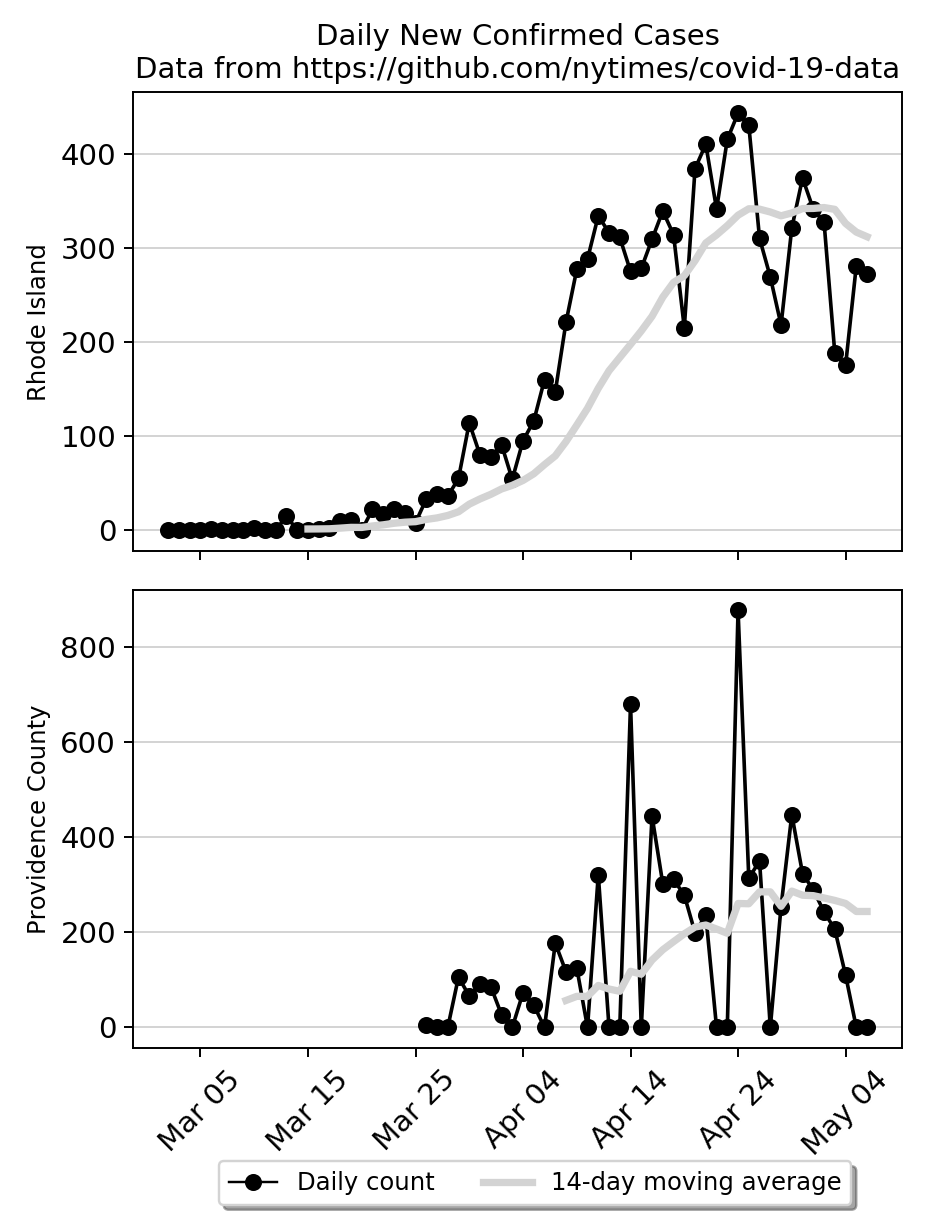 Daily New Confirmed Cases
Data from https://github.com/nytimes/covid-19-data
400
300
200
100
0
Rhode Island
800
600
400
200
0
Providence County
Mar 05
Mar 15
Mar 25
Apr 04
Apr 14
Apr 24
May 04
Daily count
14-day moving average